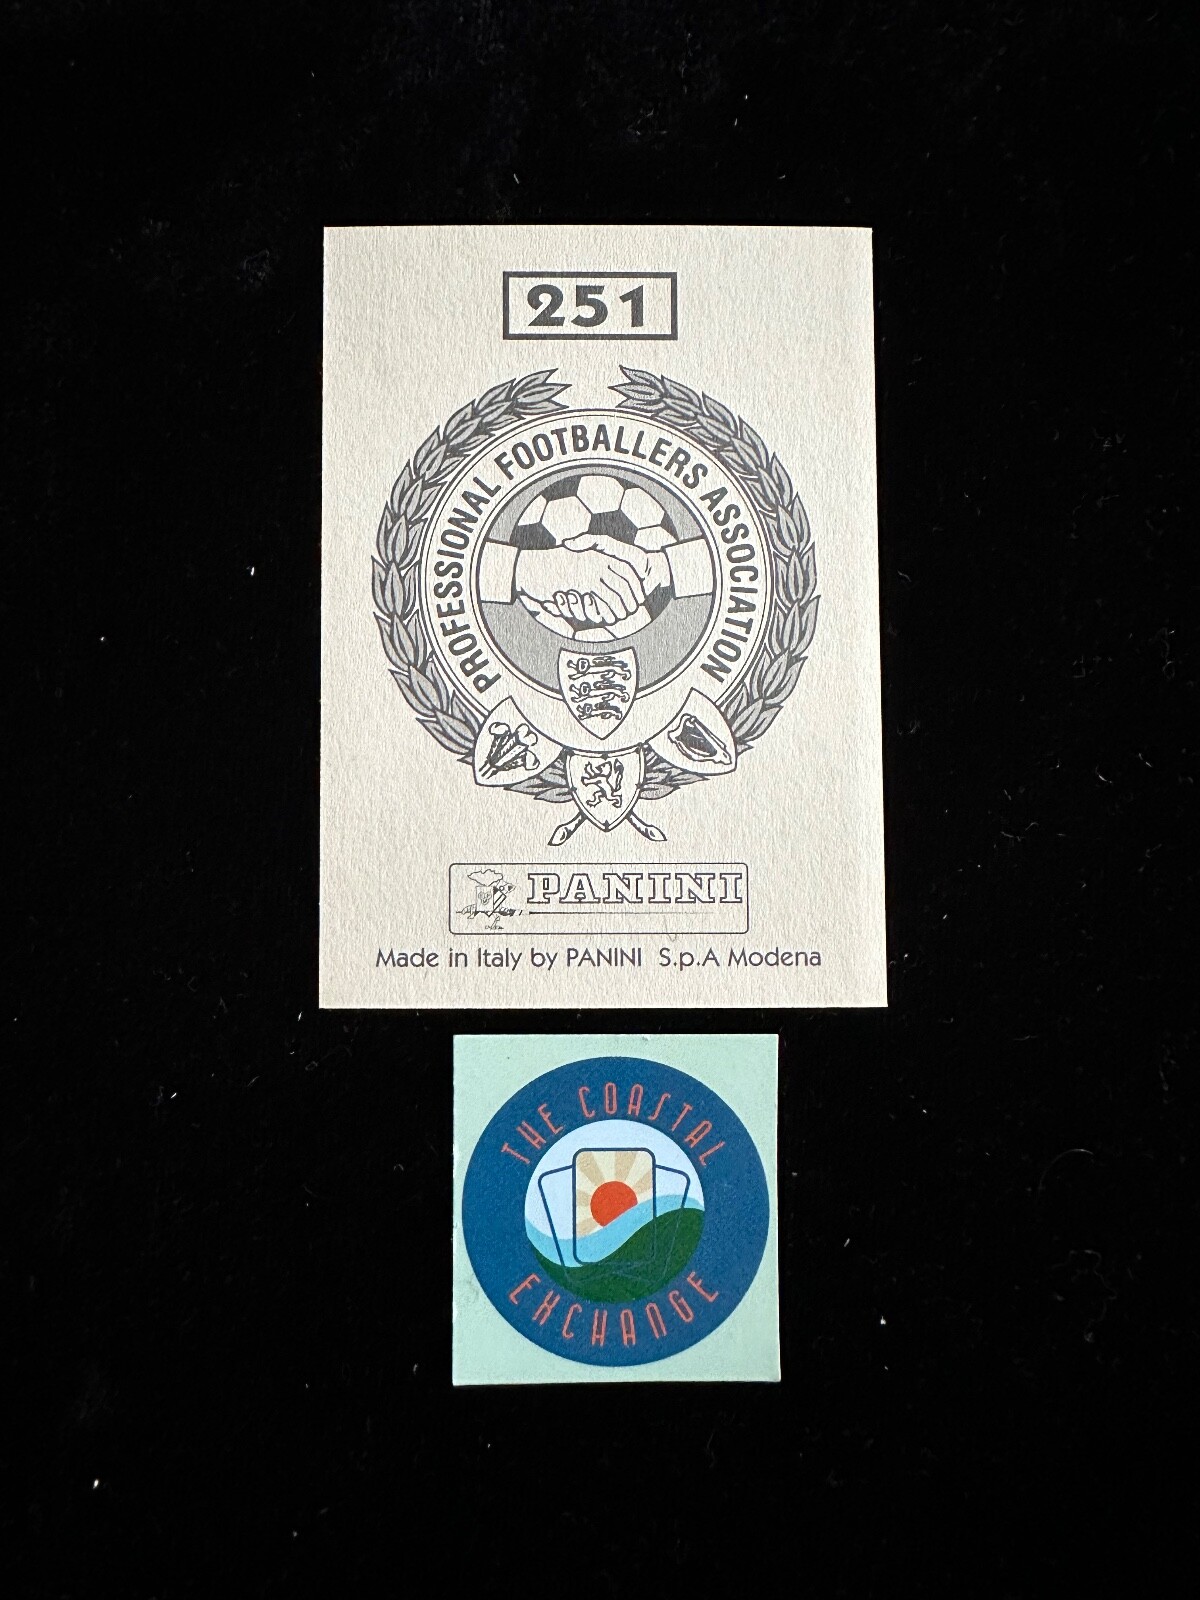 251
PROFESSIONAL FOOTBALLERS ASSOCIATION
PANINI
Made in Italy by PANINI S.p.A Modena
THE COASTAL
EXCHANGE